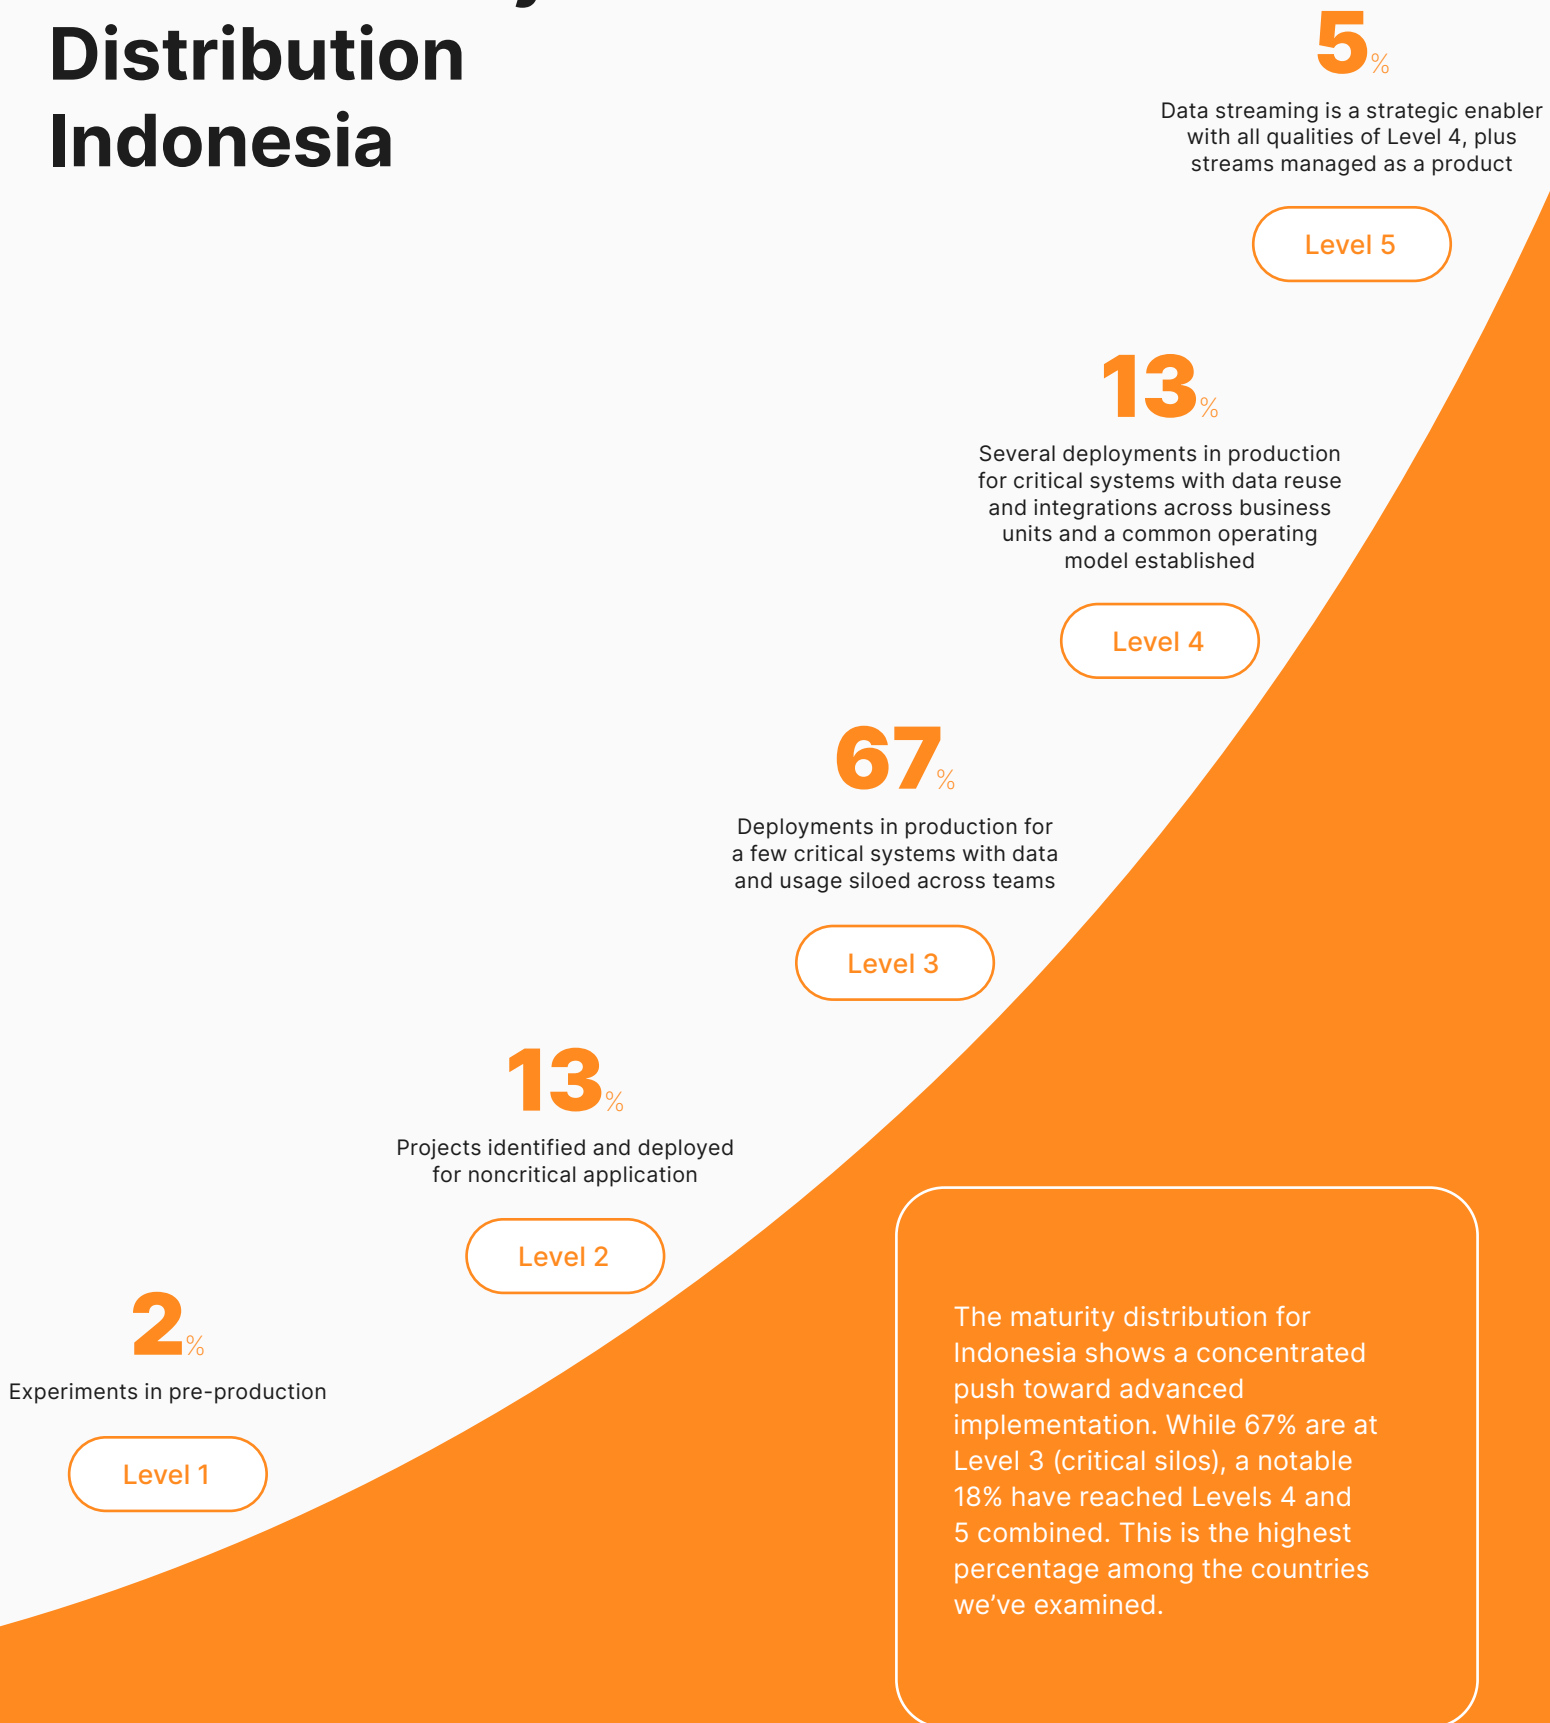 Distribution
Indonesia
5%
Data streaming is a strategic enabler
with all qualities of Level 4, plus
streams managed as a product
Level 5
13%
Several deployments in production
for critical systems with data reuse
and integrations across business
units and a common operating
model established
Level 4
67%
Deployments in production for
a few critical systems with data
and usage siloed across teams
Level 3
13%
Projects identified and deployed
for noncritical application
Level 2
2%
Experiments in pre-production
Level 1
The maturity distribution for
Indonesia shows a concentrated
push toward advanced
implementation. While 67% are at
Level 3 (critical silos), a notable
18% have reached Levels 4 and
5 combined. This is the highest
percentage among the countries
we’ve examined.